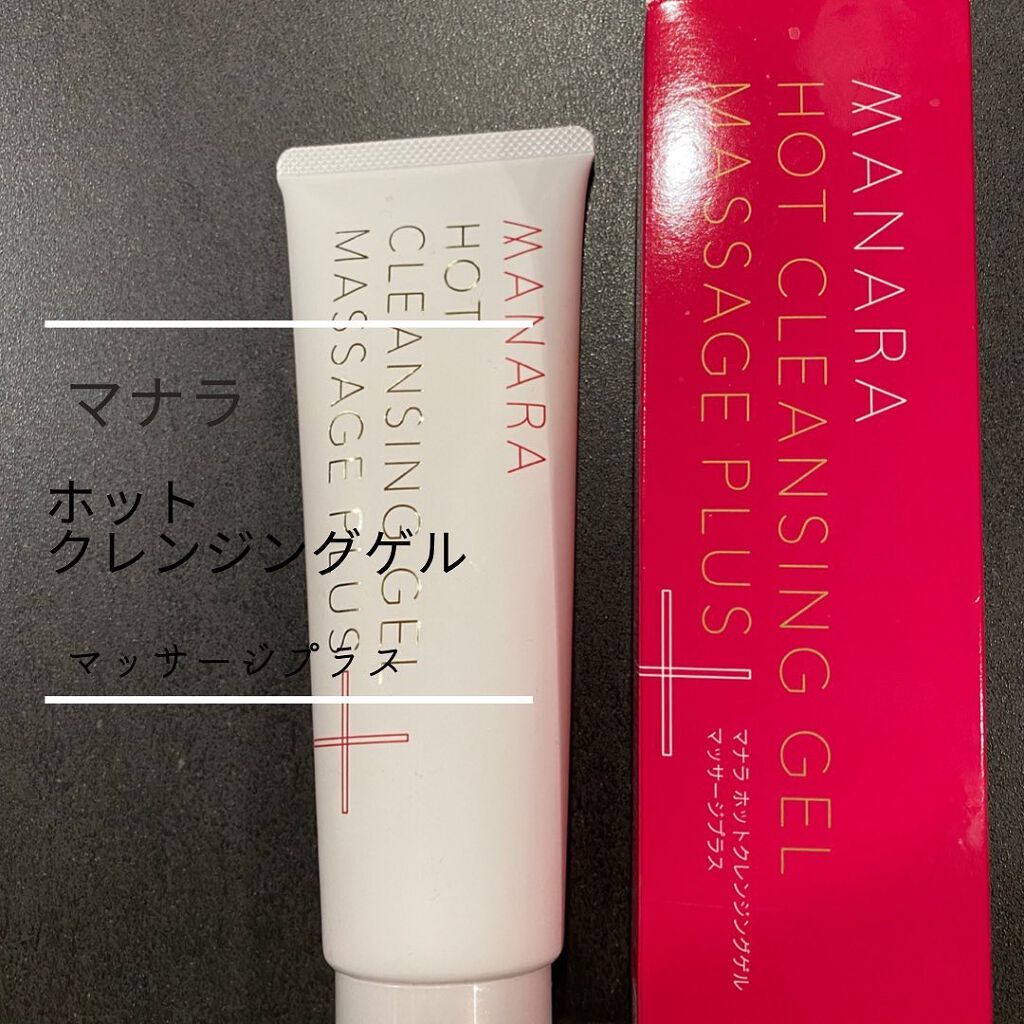 マナラ
ホット
クレンジングゲル
マッサージプラス
MANARA
HOT
CLEANSING GEL
MASSAGE PLUS
MANARA
HOT CLEANSING GEL
MASSAGE PLUS
マナラ ホットクレンジングゲル
マッサージプラス